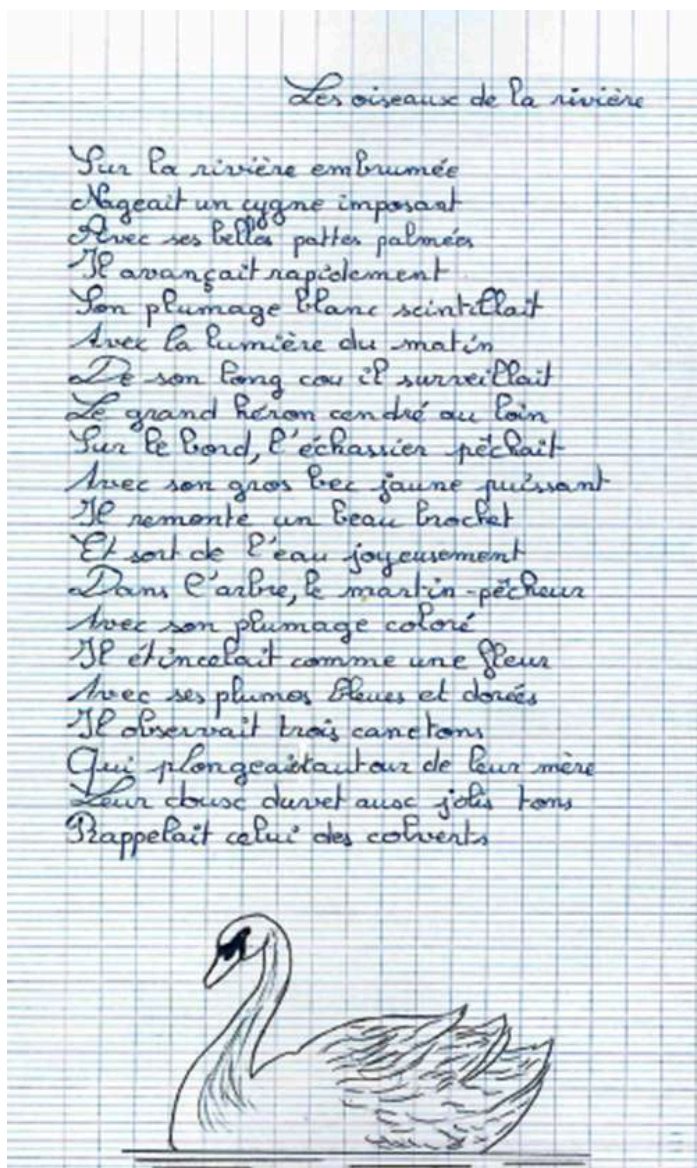 Les oiseaux de la rivière
Sur la rivière embrumée
Nageait un cygne imposant
Avec ses belles pattes palmées
Il avançait rapidement
Son plumage blanc scintillait
Avec la lumière du matin
De son long cou il surveillait
Le grand héron cendré au loin
Sur le bord, l'échassier pêchait
Avec son gros bec jaune puissant
Il remonte un beau brochet
Et sort de l'eau joyeusement
Dans l'arbre, le martin-pêcheur
Avec son plumage coloré
Il étincelait comme une fleur
Avec ses plumes bleues et dorées
Il observait trois canetons
Qui plongeait autour de leur mère
Leur doux duvet aux jolis tons
Rappelait celui des colverts